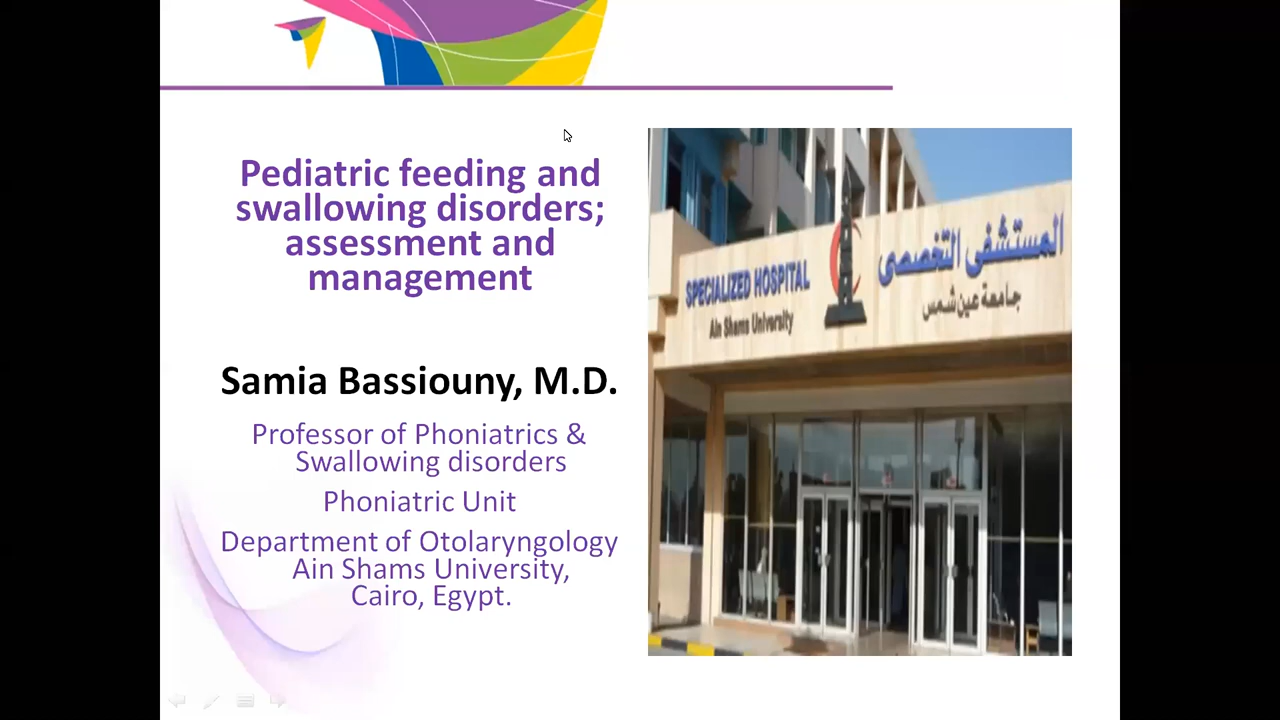 Pediatric feeding and
swallowing disorders;
assessment and
management
Samia Bassiouny, M.D.
Professor of Phoniatrics &
Swallowing disorders
Phoniatric Unit
Department of Otolaryngology
Ain Shams University,
Cairo, Egypt.
SPECIALIZED HOSPITAL
Ain Shams University
المستشفى التخصصى
جامعة عين شمس